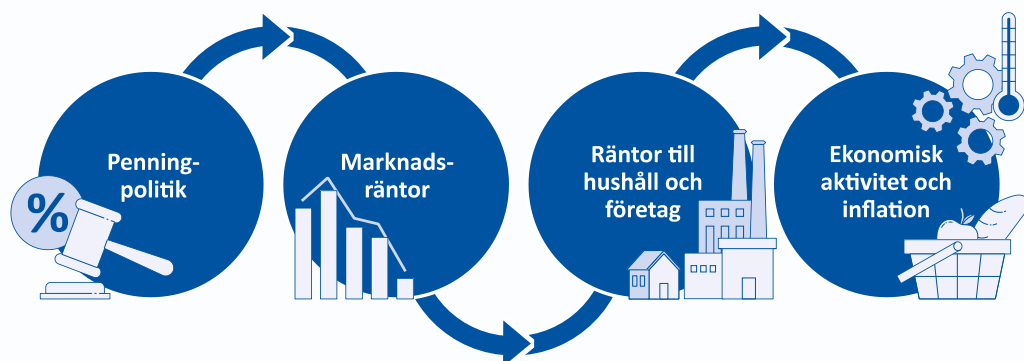 Penning-
politik
%
Marknads-
räntor
Räntor till
hushåll och
företag
Ekonomisk
aktivitet och
inflation